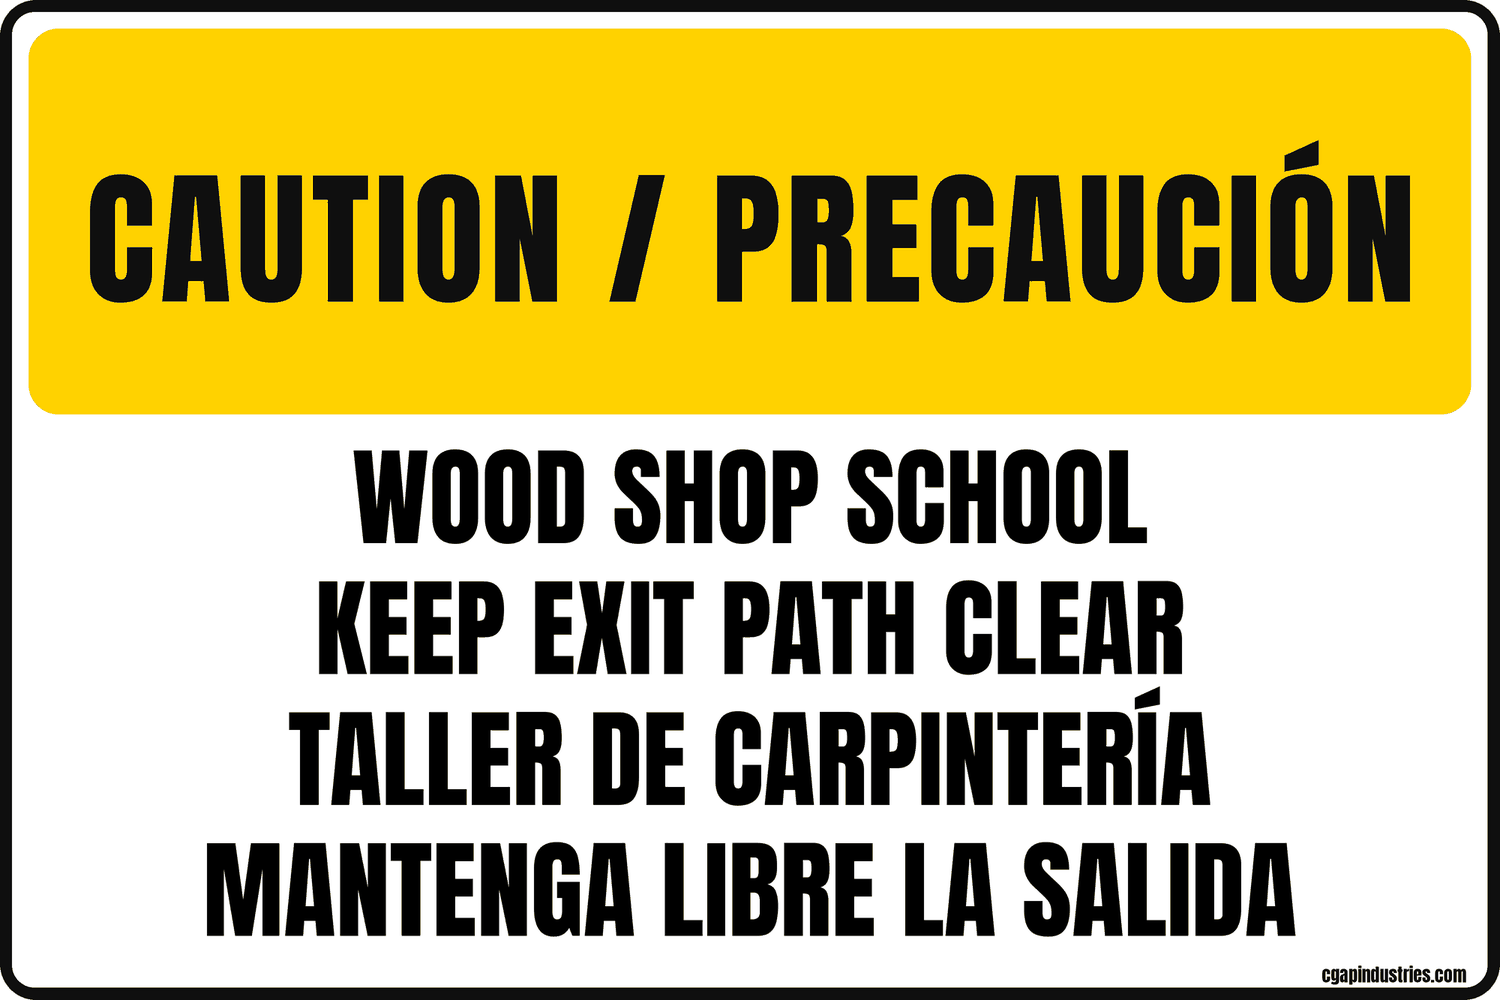 CAUTION / PRECAUCIÓN
WOOD SHOP SCHOOL
KEEP EXIT PATH CLEAR
TALLER DE CARPINTERÍA
MANTENGA LIBRE LA SALIDA
cgapindustries.com